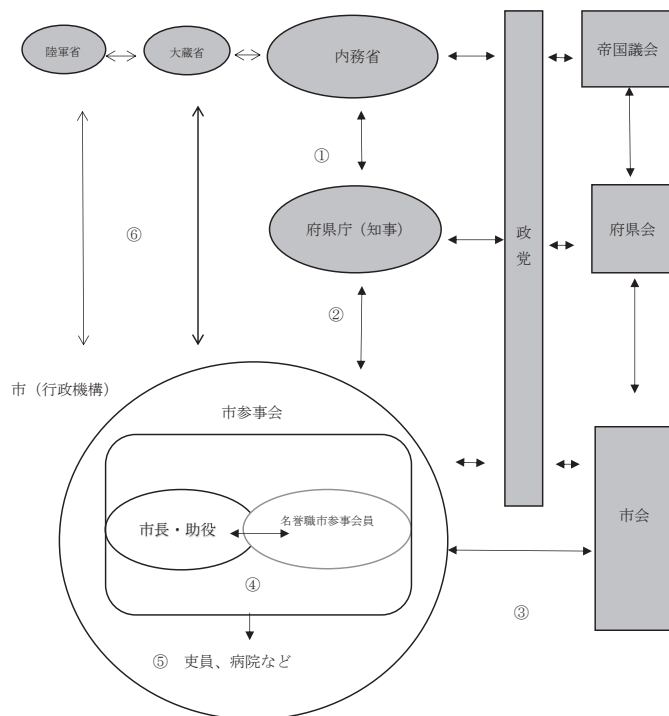 陸軍省
大蔵省
内務省
帝国議会
①
政党
府県庁（知事）
府県会
⑥
②
市（行政機構）
市参事会
市長・助役
名誉職市参事会員
市会
④
③
⑤　吏員、病院など